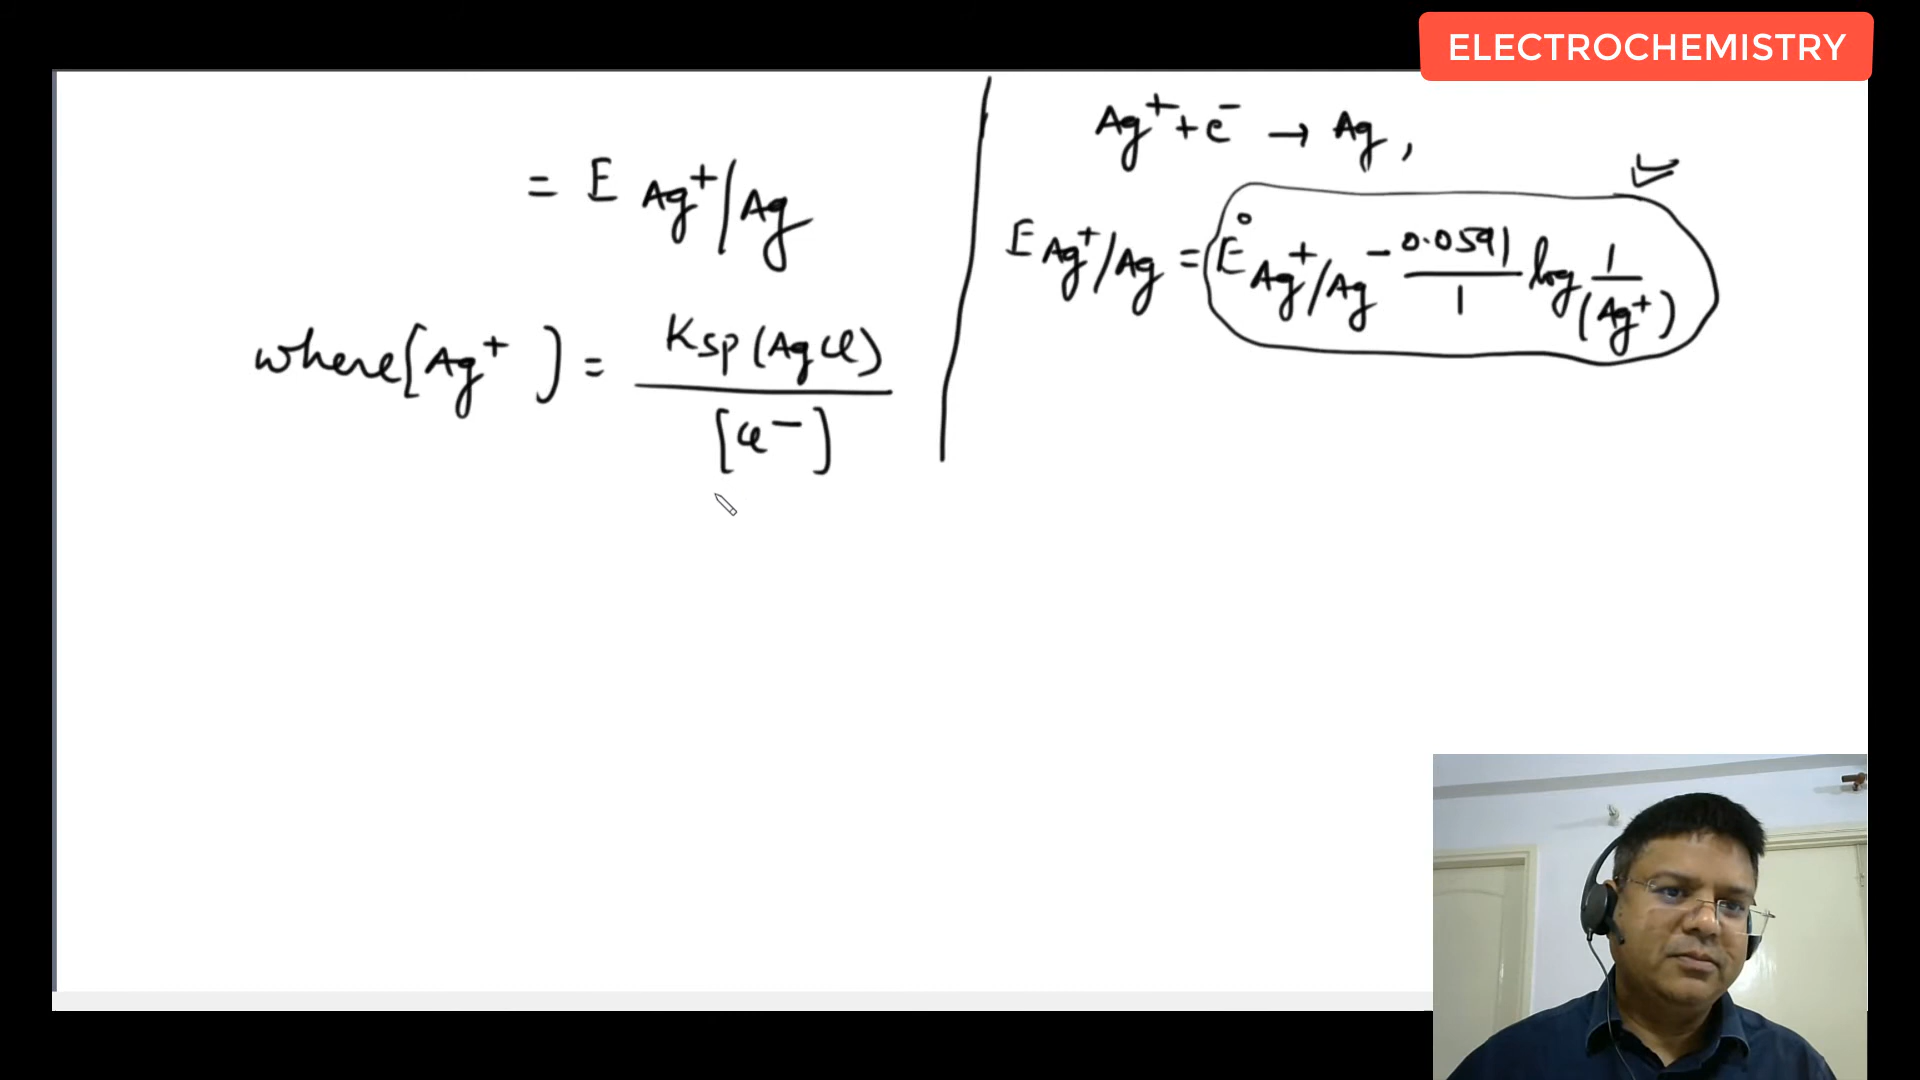 ELECTROCHEMISTRY
= E Ag⁺/Ag
where [Ag⁺] = Ksp (AgCl)
[Cl⁻]
Ag⁺ + e⁻ → Ag,
E Ag⁺/Ag = E° Ag⁺/Ag - 0.0591/1 log 1/(Ag⁺)